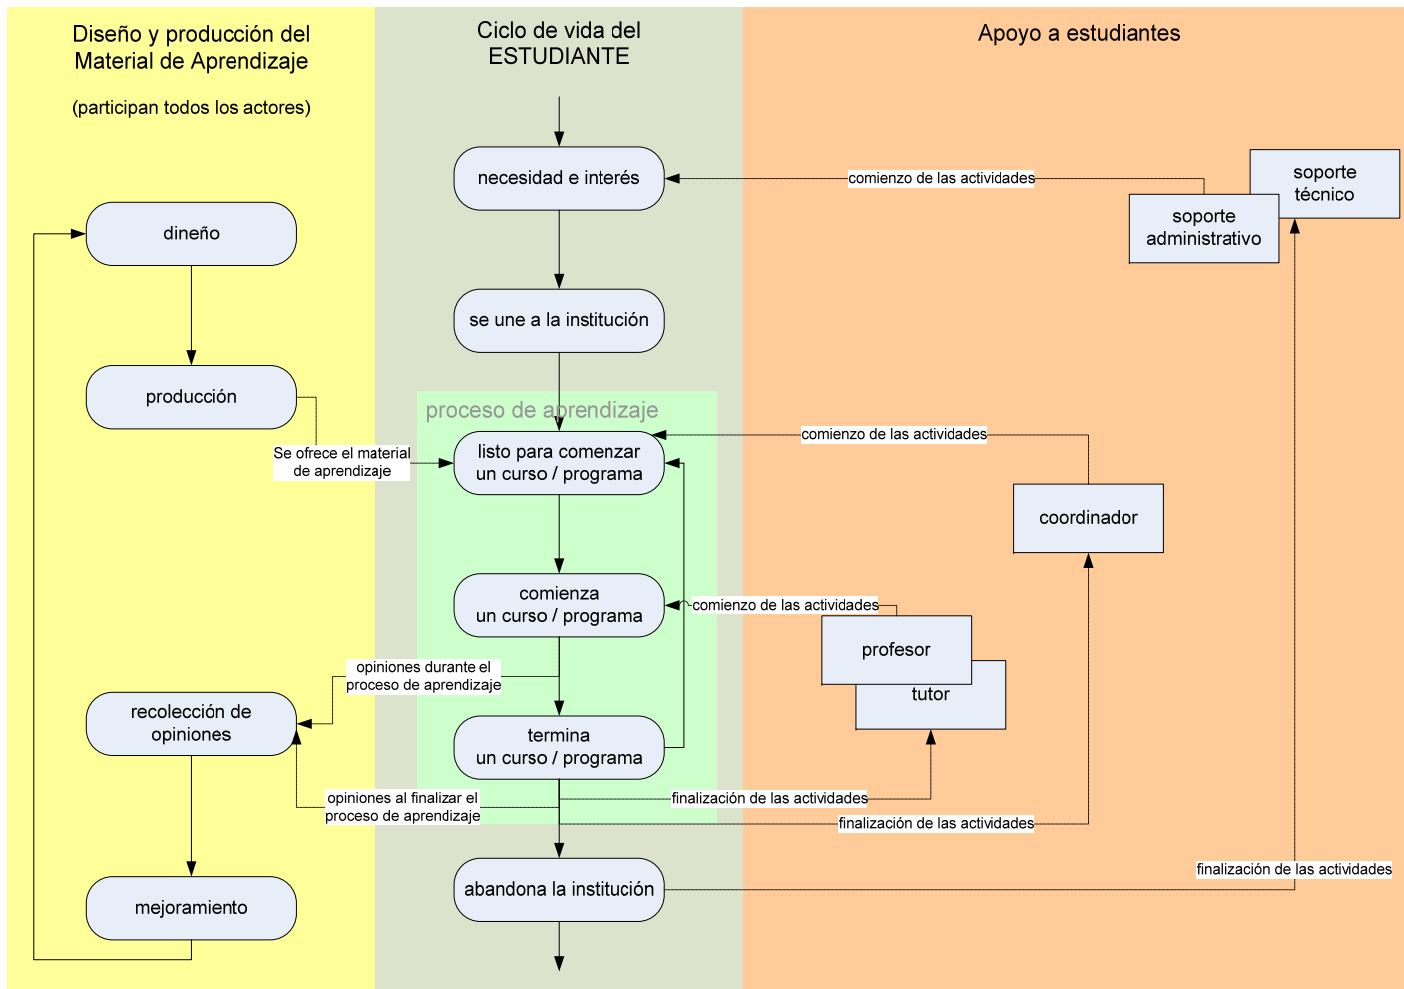 Diseño y producción del
Material de Aprendizaje
(participan todos los actores)
Ciclo de vida del
ESTUDIANTE
Apoyo a estudiantes
necesidad e interés
comienzo de las actividades
soporte
técnico
soporte
administrativo
dineño
se une a la institución
producción
proceso de aprendizaje
Se ofrece el material
de aprendizaje
listo para comenzar
un curso / programa
comienzo de las actividades
coordinador
comienza
un curso / programa
comienzo de las actividades
profesor
tutor
opiniones durante el
proceso de aprendizaje
recolección de
opiniones
termina
un curso / programa
opiniones al finalizar el
proceso de aprendizaje
finalización de las actividades
finalización de las actividades
finalización de las actividades
abandona la institución
mejoramiento